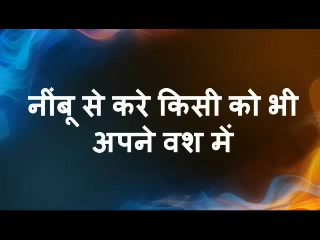 नींबू से करे किसी को भी
अपने वश में